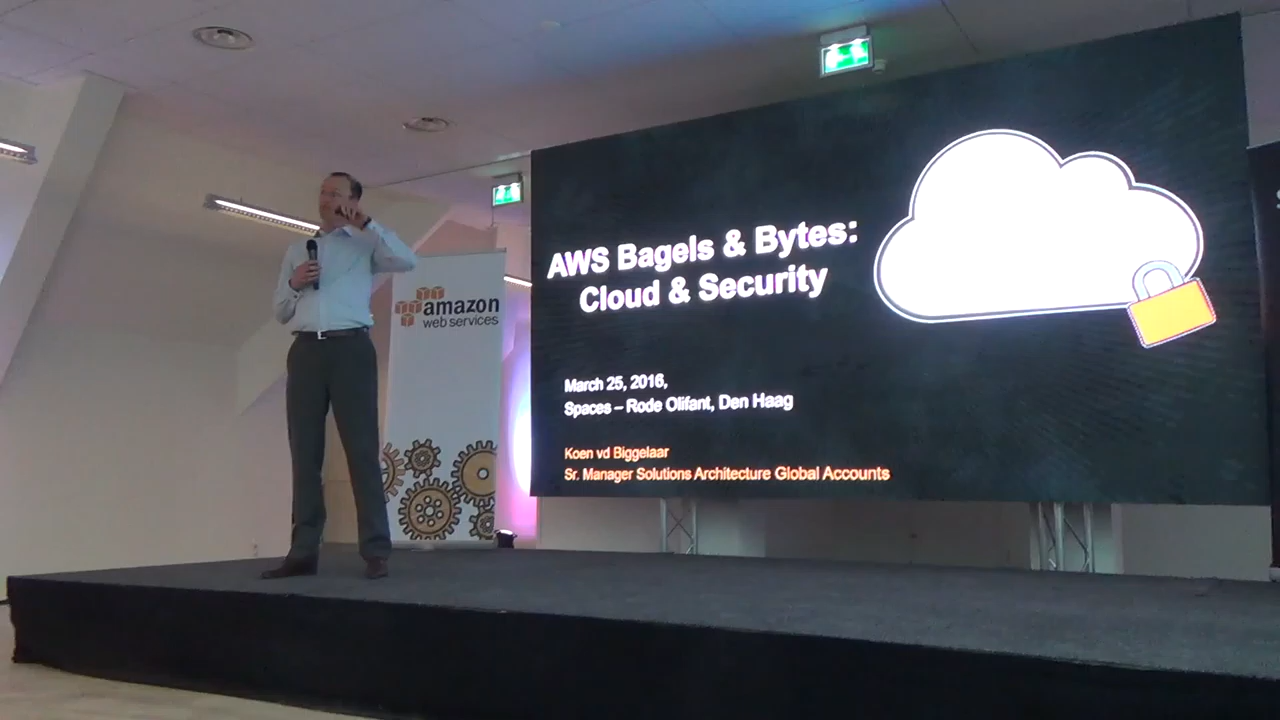 amazon
web services
AWS Bagels & Bytes:
Cloud & Security
March 25, 2016,
Spaces – Rode Olifant, Den Haag
Koen vd Biggelaar
Sr. Manager Solutions Architecture Global Accounts